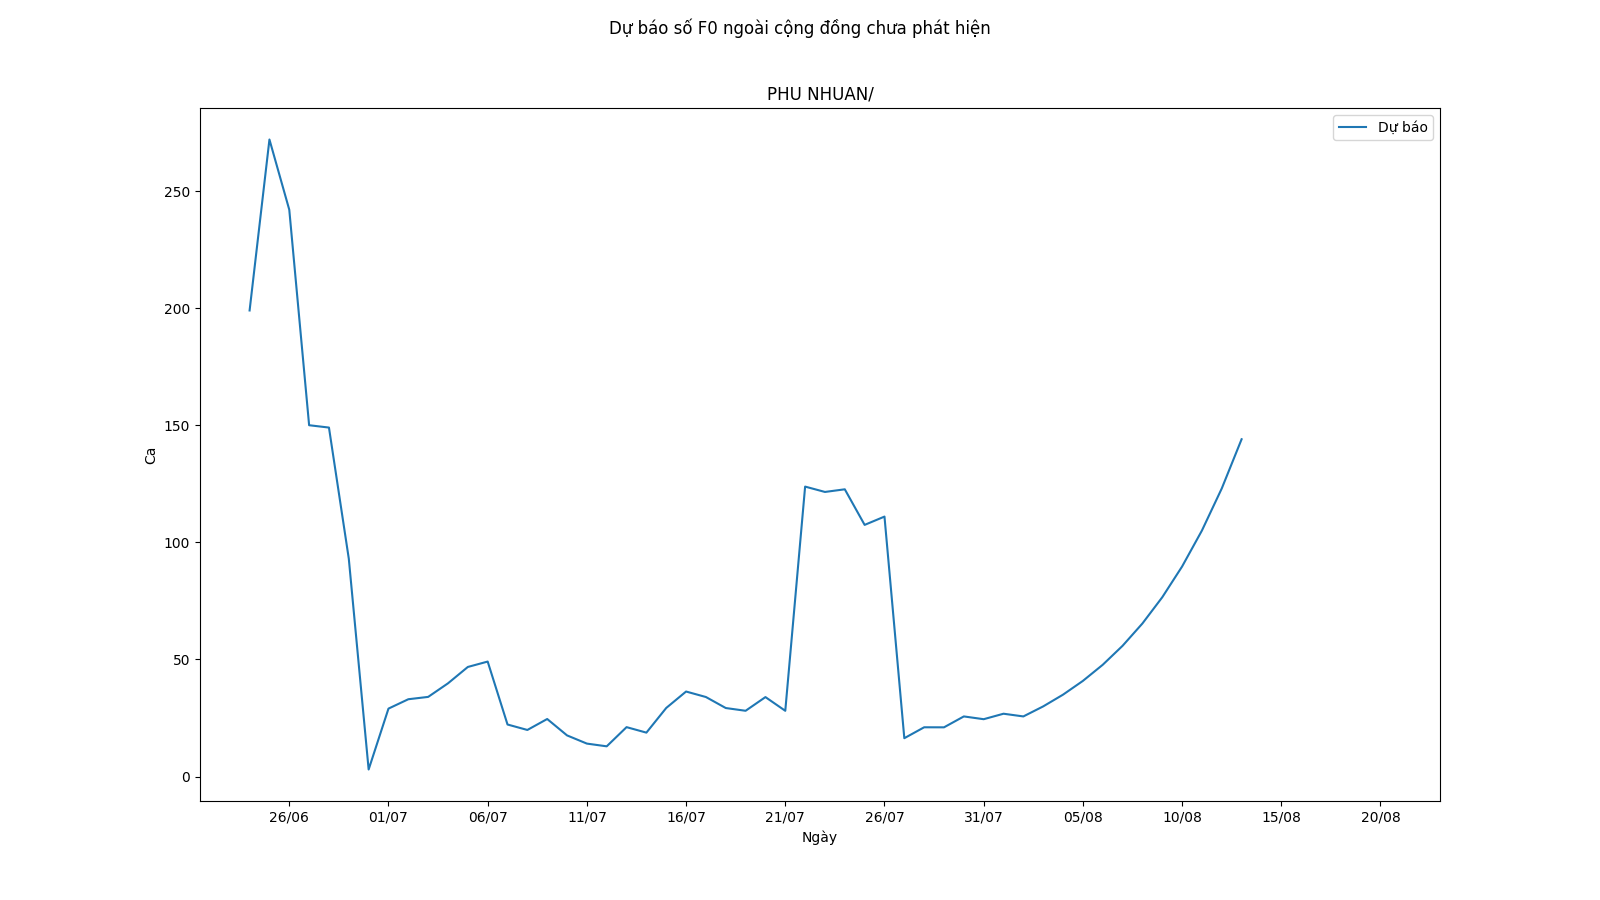 Dự báo số F0 ngoài cộng đồng chưa phát hiện
PHU NHUAN/
Dự báo
250
200
150
100
50
0
Ca
26/06 01/07 06/07 11/07 16/07 21/07 26/07 31/07 05/08 10/08 15/08 20/08
Ngày